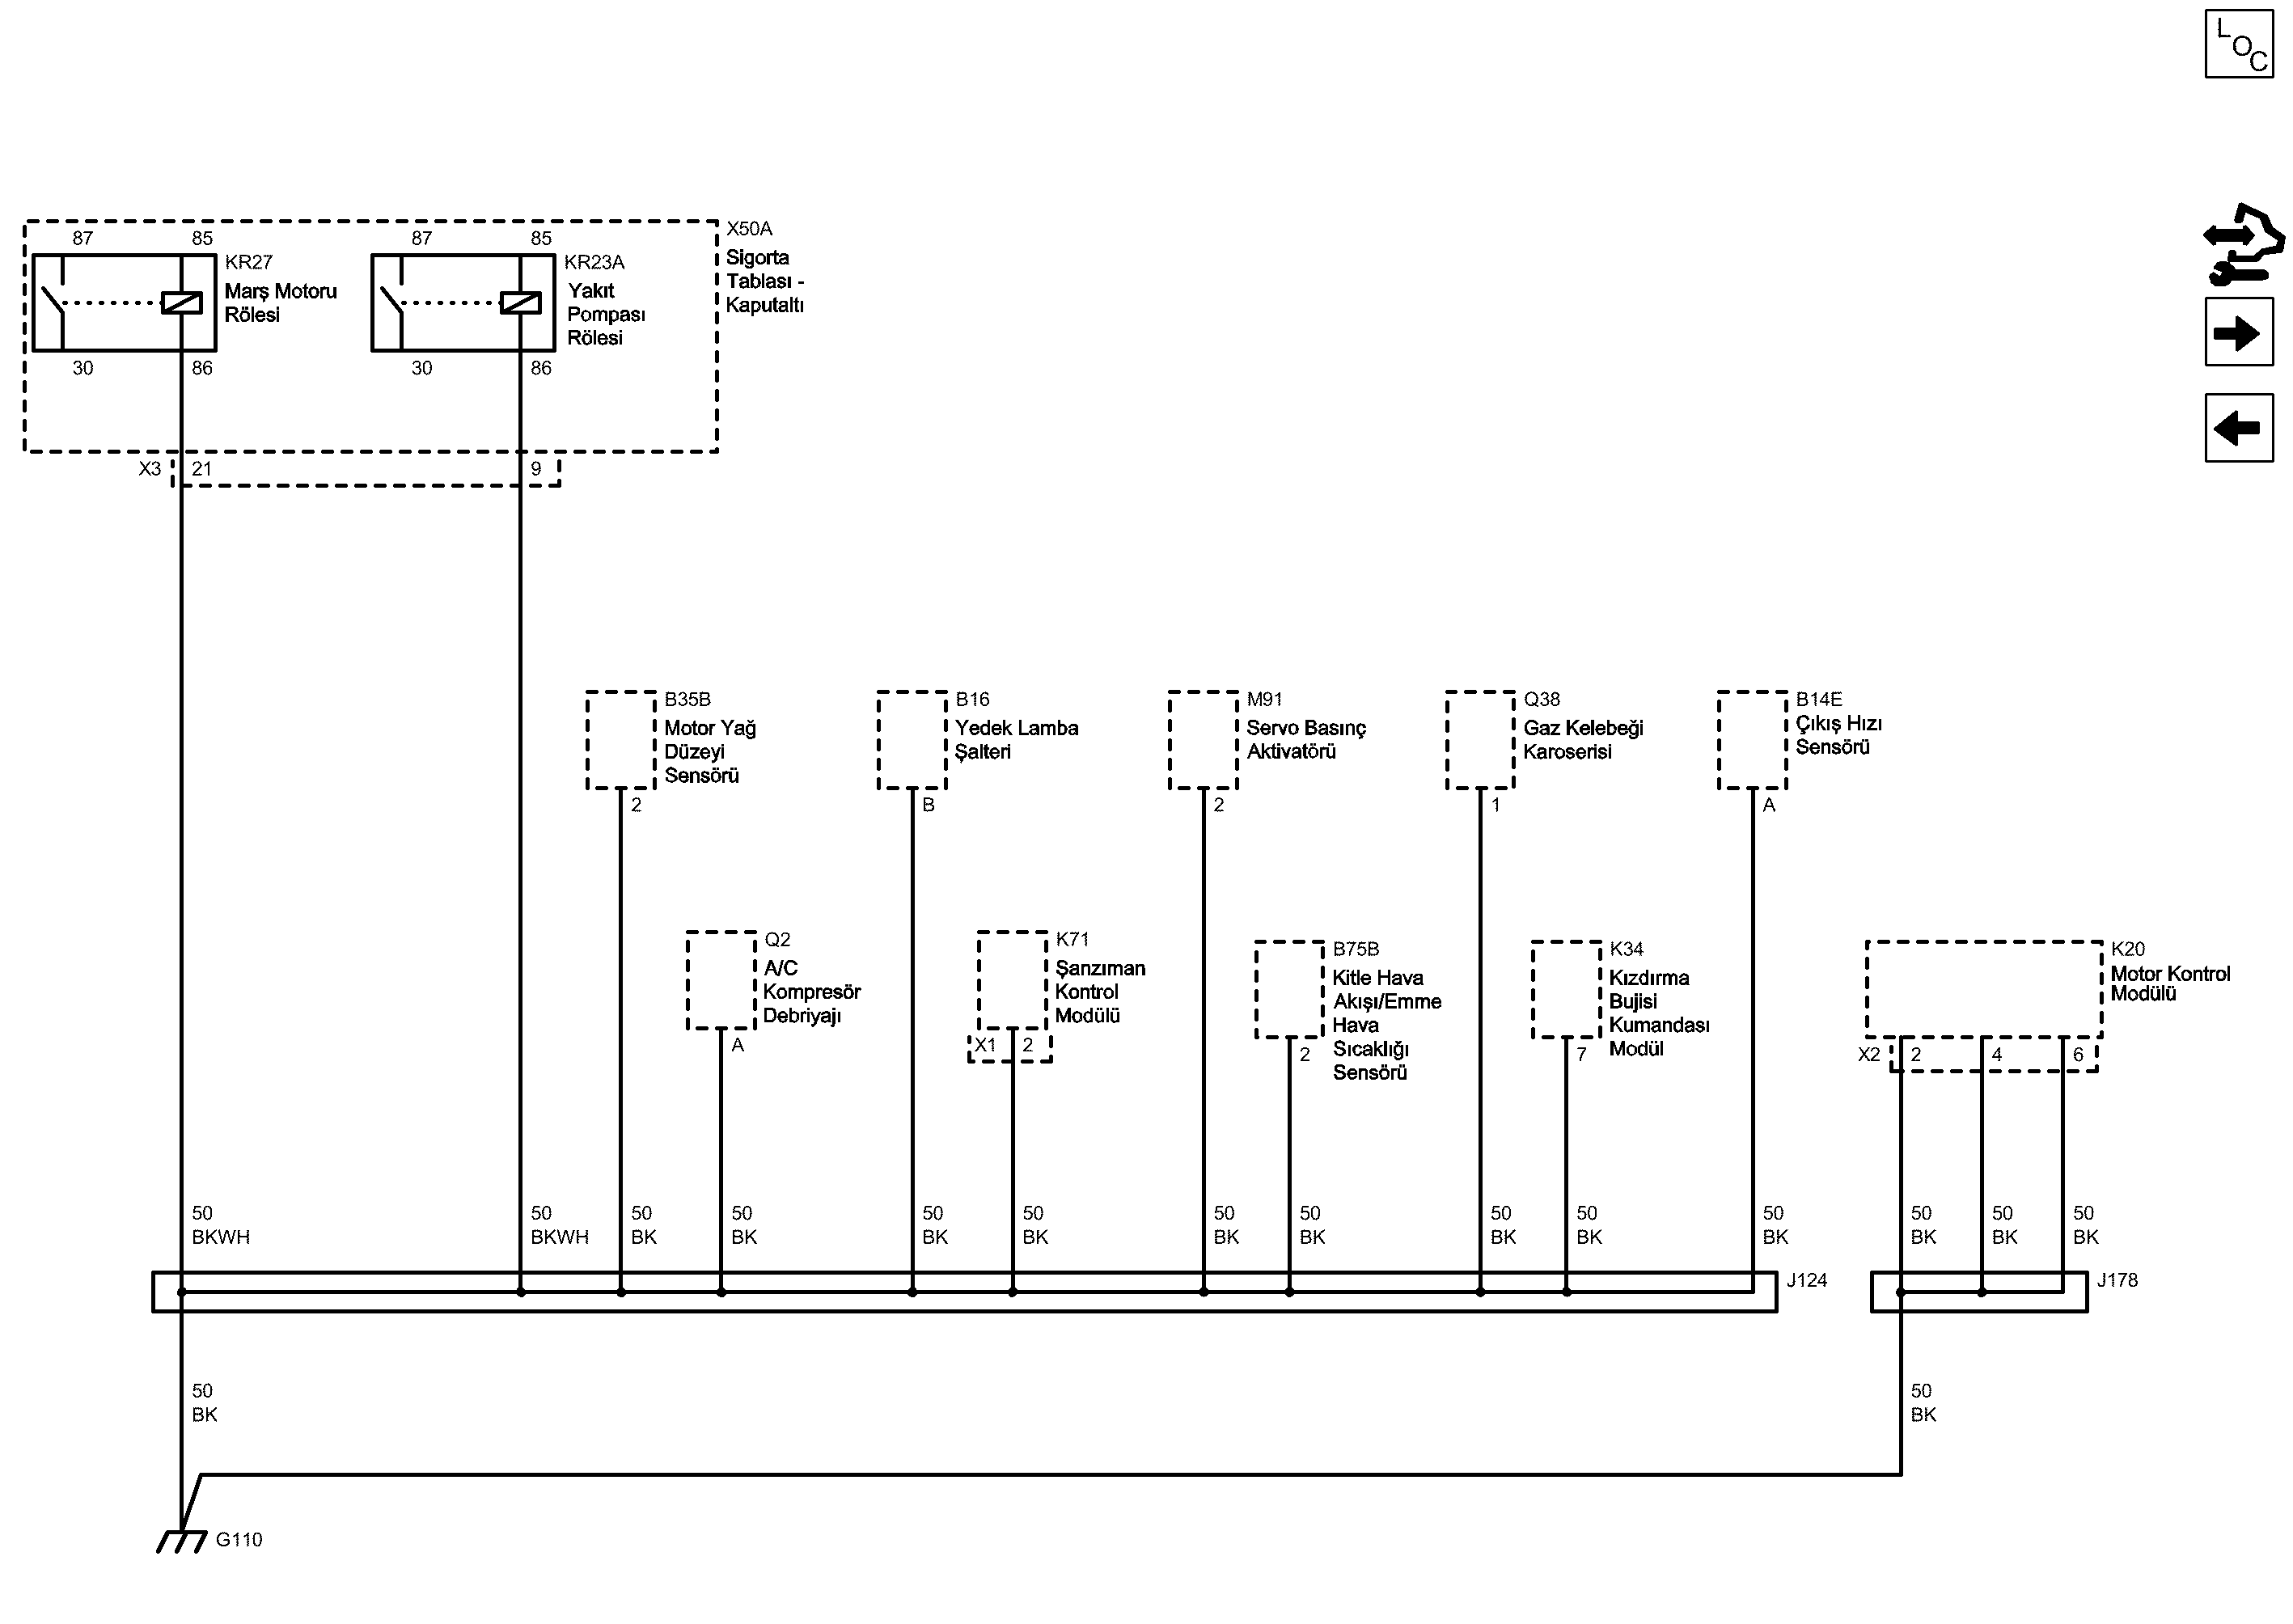 LOC
X50A
Sigorta
Tablası -
Kaputaltı
87
85
KR27
Marş Motoru
Rölesi
30
86
87
85
KR23A
Yakıt
Pompası
Rölesi
30
86
X3
21
9
B35B
Motor Yağ
Düzeyi
Sensörü
2
B16
Yedek Lamba
Şalteri
B
M91
Servo Basınç
Aktivatörü
2
Q38
Gaz Kelebeği
Karoserisi
1
B14E
Çıkış Hızı
Sensörü
A
Q2
A/C
Kompresör
Debriyajı
A
K71
Şanzıman
Kontrol
Modülü
X1
2
B75B
Kitle Hava
Akışı/Emme
Hava
Sıcaklığı
Sensörü
2
K34
Kızdırma
Bujisi
Kumandası
Modül
7
K20
Motor Kontrol
Modülü
X2
2
4
6
50
BKWH
50
BKWH
50
BK
50
BK
50
BK
50
BK
50
BK
50
BK
50
BK
50
BK
50
BK
50
BK
50
BK
50
BK
J124
J178
50
BK
50
BK
G110